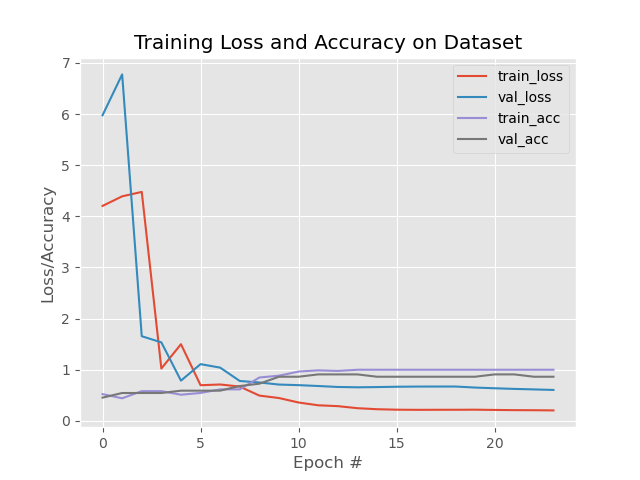 Training Loss and Accuracy on Dataset
train_loss
val_loss
train_acc
val_acc
Loss/Accuracy
7
6
5
4
3
2
1
0
0
5
10
15
20
Epoch #